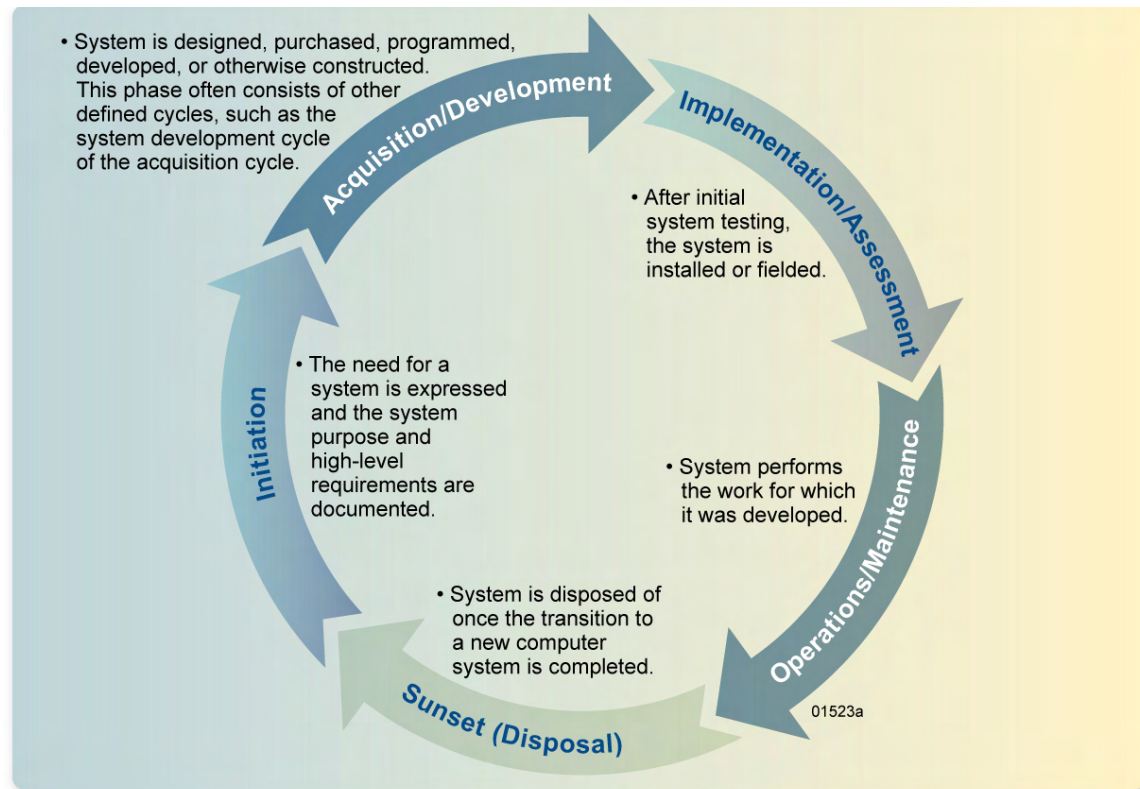 • System is designed, purchased, programmed,
developed, or otherwise constructed.
This phase often consists of other
defined cycles, such as the
system development cycle
of the acquisition cycle.
Acquisition/Development
Implementation/Assessment
• After initial
system testing,
the system is
installed or fielded.
Initiation
• The need for a
system is expressed
and the system
purpose and
high-level
requirements are
documented.
• System performs
the work for which
it was developed.
Operations/Maintenance
• System is disposed of
once the transition to
a new computer
system is completed.
Sunset (Disposal)
01523a